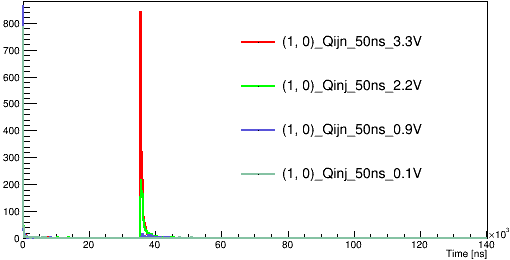 800
700
600
500
400
300
200
100
0
(1, 0)_Qijn_50ns_3.3V
(1, 0)_Qinj_50ns_2.2V
(1, 0)_Qijn_50ns_0.9V
(1, 0)_Qinj_50ns_0.1V
0 20 40 60 80 100 120 140 ×10³
Time [ns]